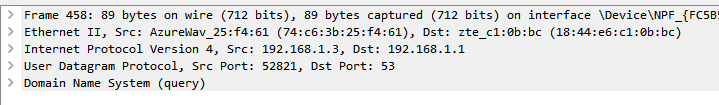 Frame 458: 89 bytes on wire (712 bits), 89 bytes captured (712 bits) on interface \Device\NPF_{FC5B
Ethernet II, Src: AzureWav_25:f4:61 (74:c6:3b:25:f4:61), Dst: zte_c1:0b:bc (18:44:e6:c1:0b:bc)
Internet Protocol Version 4, Src: 192.168.1.3, Dst: 192.168.1.1
User Datagram Protocol, Src Port: 52821, Dst Port: 53
Domain Name System (query)